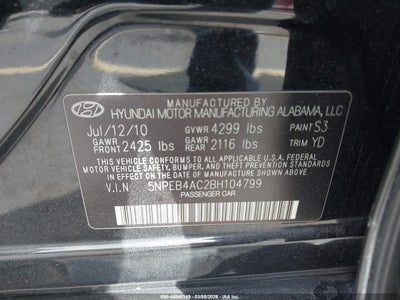 MANUFACTURED BY
HYUNDAI MOTOR MANUFACTURING ALABAMA, LLC
Jul/12/10 GVWR 4299 lbs PAINT S3
GAWR FRONT 2425 lbs GAWR REAR 2116 lbs TRIM YD
THIS VEHICLE CONFORMS TO ALL APPLICABLE U.S.A. FEDERAL
MOTOR VEHICLE SAFETY, BUMPER, AND THEFT PREVENTION
STANDARDS IN EFFECT ON THE DATE OF MANUFACTURE SHOWN ABOVE.
V.I.N 5NPEB4AC2BH104799
PASSENGER CAR